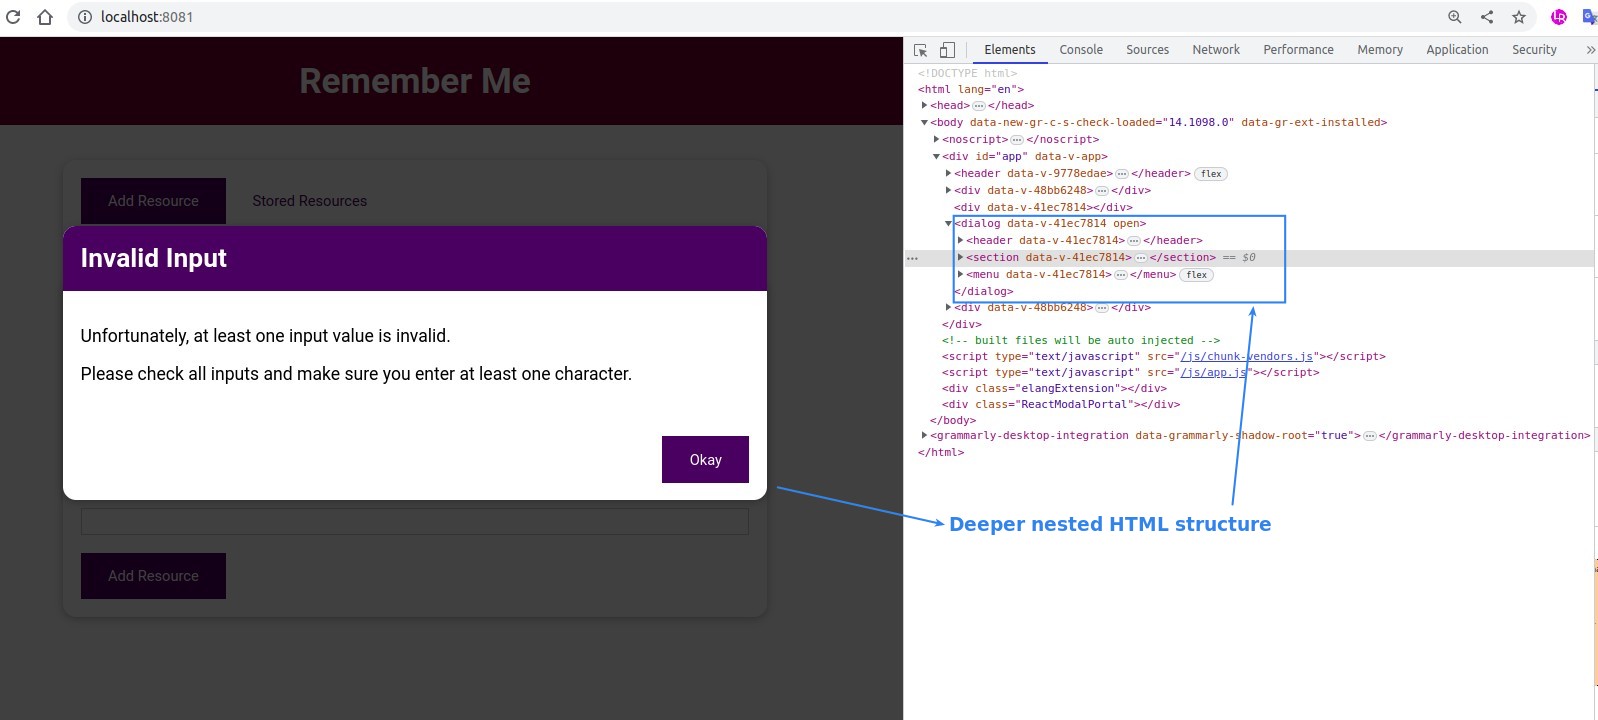 localhost:8081
Remember Me
Add Resource
Stored Resources
Invalid Input
Unfortunately, at least one input value is invalid.
Please check all inputs and make sure you enter at least one character.
Okay
Add Resource
Elements Console Sources Network Performance Memory Application Security »
<!DOCTYPE html>
<html lang="en">
<head>…</head>
<body data-new-gr-c-s-check-loaded="14.1098.0" data-gr-ext-installed>
<noscript>…</noscript>
<div id="app" data-v-app>
<header data-v-9778edae>…</header> flex
<div data-v-48bb6248>…</div>
<div data-v-41ec7814></div>
<dialog data-v-41ec7814 open>
<header data-v-41ec7814>…</header>
<section data-v-41ec7814>…</section> == $0
<menu data-v-41ec7814>…</menu> flex
</dialog>
<div data-v-48bb6248>…</div>
</div>
<!-- built files will be auto injected -->
<script type="text/javascript" src="/js/chunk-vendors.js"></script>
<script type="text/javascript" src="/js/app.js"></script>
<div class="elangExtension"></div>
<div class="ReactModalPortal"></div>
</body>
<grammarly-desktop-integration data-grammarly-shadow-root="true">…</grammarly-desktop-integration>
</html>
Deeper nested HTML structure